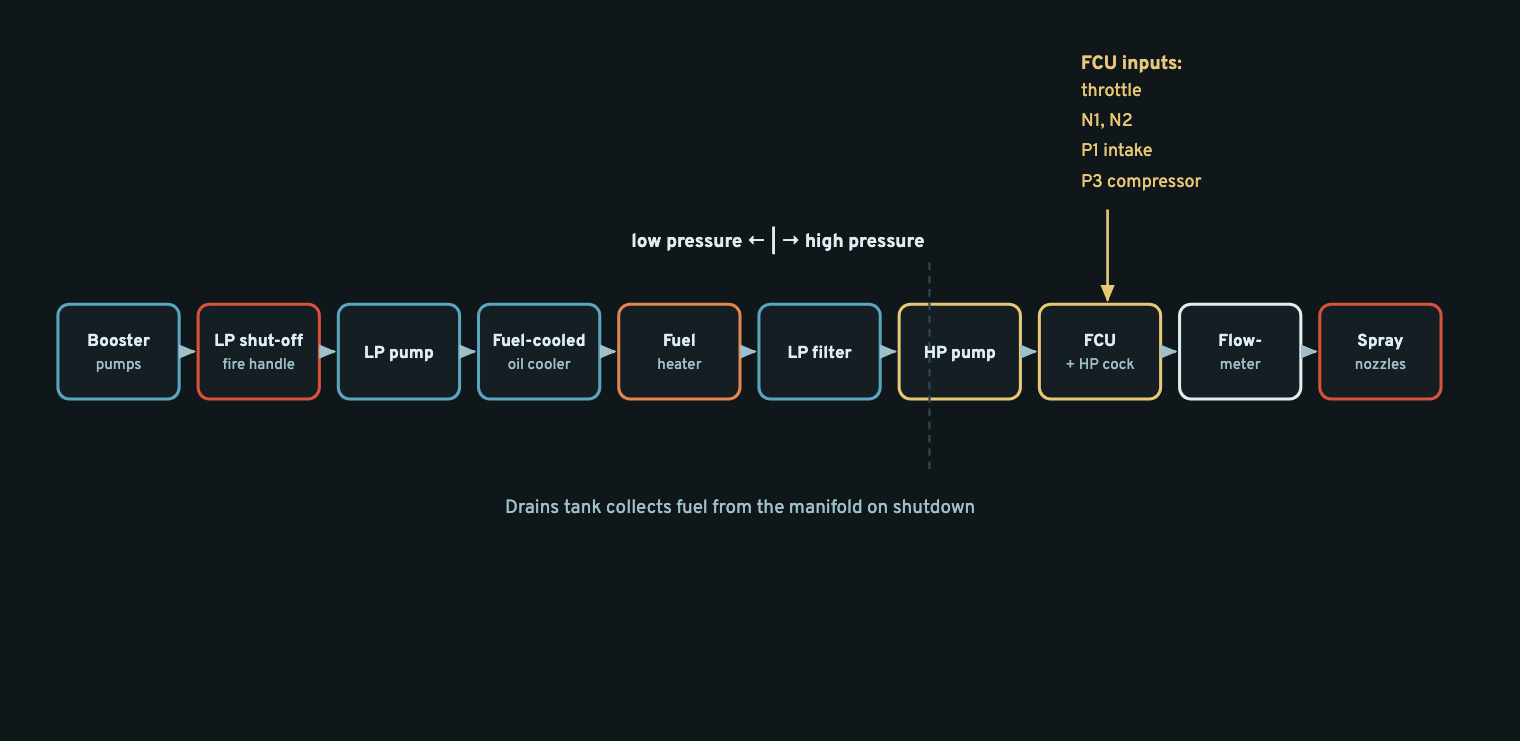 FCU inputs:
throttle
N1, N2
P1 intake
P3 compressor
low pressure ←|→ high pressure
Booster
pumps
LP shut-off
fire handle
LP pump
Fuel-cooled
oil cooler
Fuel
heater
LP filter
HP pump
FCU
+ HP cock
Flow-
meter
Spray
nozzles
Drains tank collects fuel from the manifold on shutdown